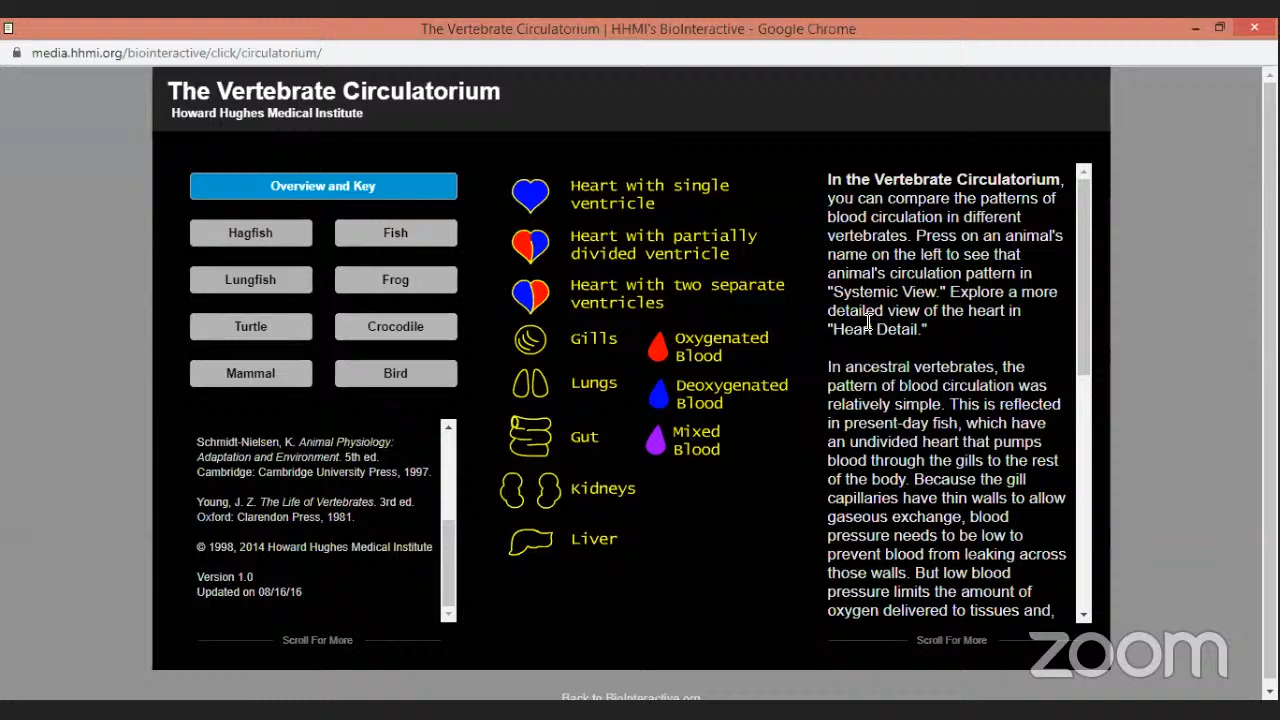 The Vertebrate Circulatorium | HHMI's BioInteractive - Google Chrome
media.hhmi.org/biointeractive/click/circulatorium/
The Vertebrate Circulatorium
Howard Hughes Medical Institute
Overview and Key
Hagfish
Fish
Lungfish
Frog
Turtle
Crocodile
Mammal
Bird
Schmidt-Nielsen, K. Animal Physiology:
Adaptation and Environment. 5th ed.
Cambridge: Cambridge University Press, 1997.
Young, J. Z. The Life of Vertebrates. 3rd ed.
Oxford: Clarendon Press, 1981.
© 1998, 2014 Howard Hughes Medical Institute
Version 1.0
Updated on 08/16/16
Scroll For More
Heart with single
ventricle
Heart with partially
divided ventricle
Heart with two separate
ventricles
Gills
Lungs
Gut
Kidneys
Liver
Oxygenated
Blood
Deoxygenated
Blood
Mixed
Blood
In the Vertebrate Circulatorium,
you can compare the patterns of
blood circulation in different
vertebrates. Press on an animal's
name on the left to see that
animal's circulation pattern in
"Systemic View." Explore a more
detailed view of the heart in
"Heart Detail."
In ancestral vertebrates, the
pattern of blood circulation was
relatively simple. This is reflected
in present-day fish, which have
an undivided heart that pumps
blood through the gills to the rest
of the body. Because the gill
capillaries have thin walls to allow
gaseous exchange, blood
pressure needs to be low to
prevent blood from leaking across
those walls. But low blood
pressure limits the amount of
oxygen delivered to tissues and,
Scroll For More
zoom
Back to BioInteractive.org